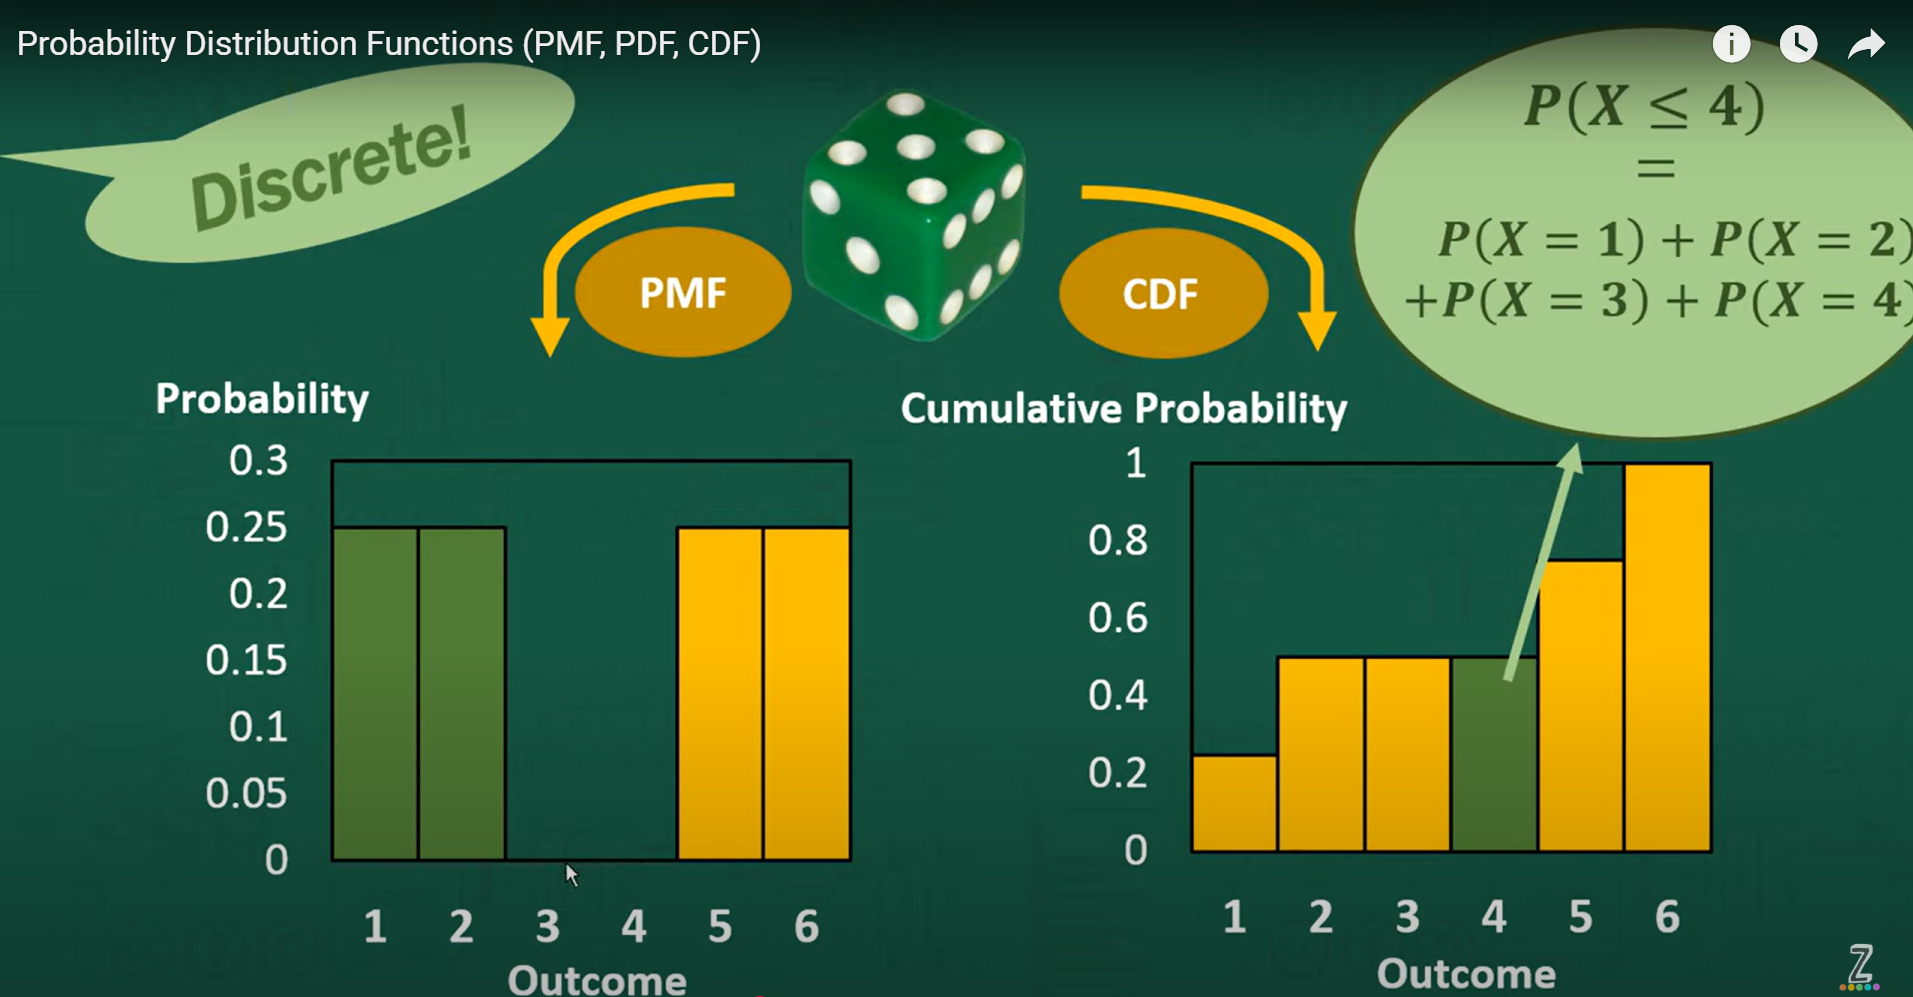 Probability Distribution Functions (PMF, PDF, CDF)
Discrete!
PMF
CDF
P(X ≤ 4)
=
P(X = 1) + P(X = 2)
+P(X = 3) + P(X = 4)
Probability
0.3
0.25
0.2
0.15
0.1
0.05
0
1 2 3 4 5 6
Outcome
Cumulative Probability
1
0.8
0.6
0.4
0.2
0
1 2 3 4 5 6
Outcome
Z